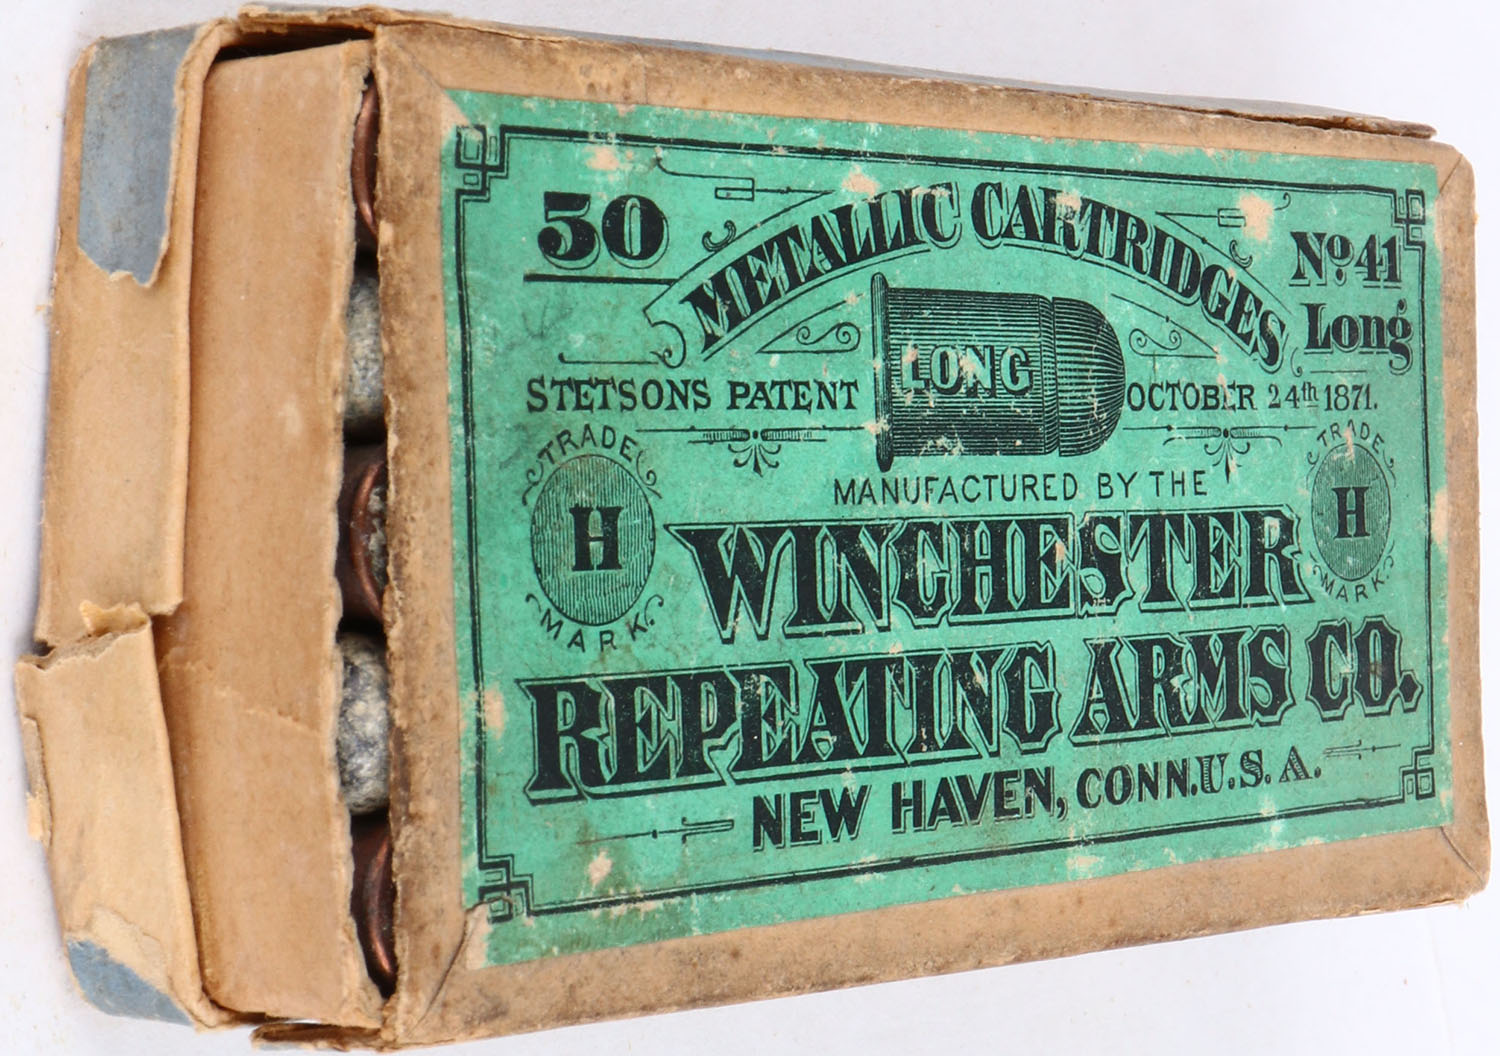 50
METALLIC CARTRIDGES
No. 41
Long
LONG
STETSONS PATENT
OCTOBER 24th 1871.
TRADE
H
MARK.
TRADE
H
MARK
MANUFACTURED BY THE
WINCHESTER
REPEATING ARMS CO.
NEW HAVEN, CONN.U.S.A.